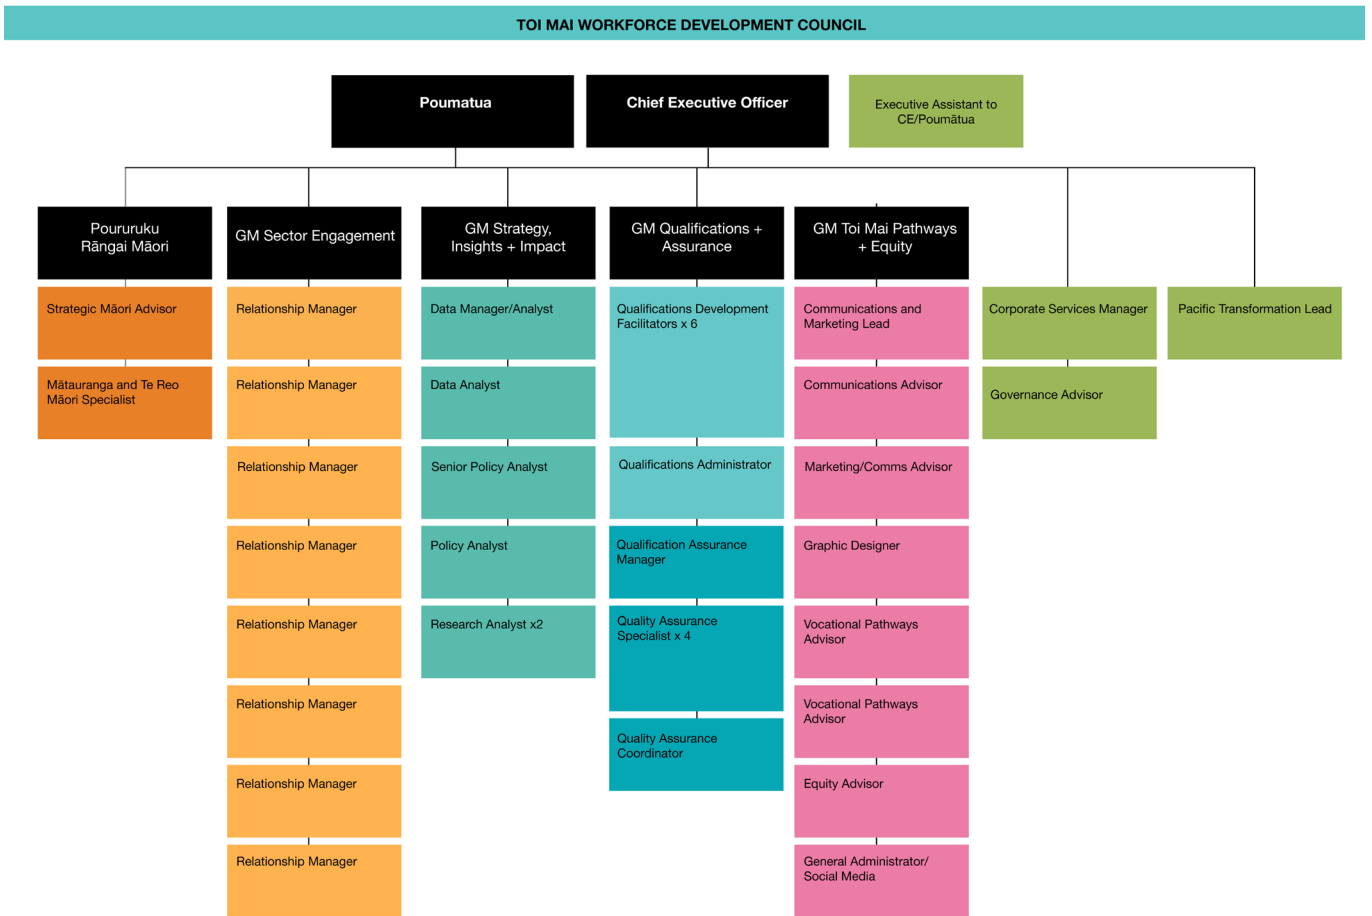 TOI MAI WORKFORCE DEVELOPMENT COUNCIL
Poumatua
Chief Executive Officer
Executive Assistant to
CE/Poumātua
Poururuku
Rāngai Māori
GM Sector Engagement
GM Strategy,
Insights + Impact
GM Qualifications +
Assurance
GM Toi Mai Pathways
+ Equity
Strategic Māori Advisor
Mātauranga and Te Reo
Māori Specialist
Relationship Manager
Relationship Manager
Relationship Manager
Relationship Manager
Relationship Manager
Relationship Manager
Relationship Manager
Relationship Manager
Data Manager/Analyst
Data Analyst
Senior Policy Analyst
Policy Analyst
Research Analyst x2
Qualifications Development
Facilitators x 6
Qualifications Administrator
Qualification Assurance
Manager
Quality Assurance
Specialist x 4
Quality Assurance
Coordinator
Communications and
Marketing Lead
Communications Advisor
Marketing/Comms Advisor
Graphic Designer
Vocational Pathways
Advisor
Vocational Pathways
Advisor
Equity Advisor
General Administrator/
Social Media
Corporate Services Manager
Governance Advisor
Pacific Transformation Lead